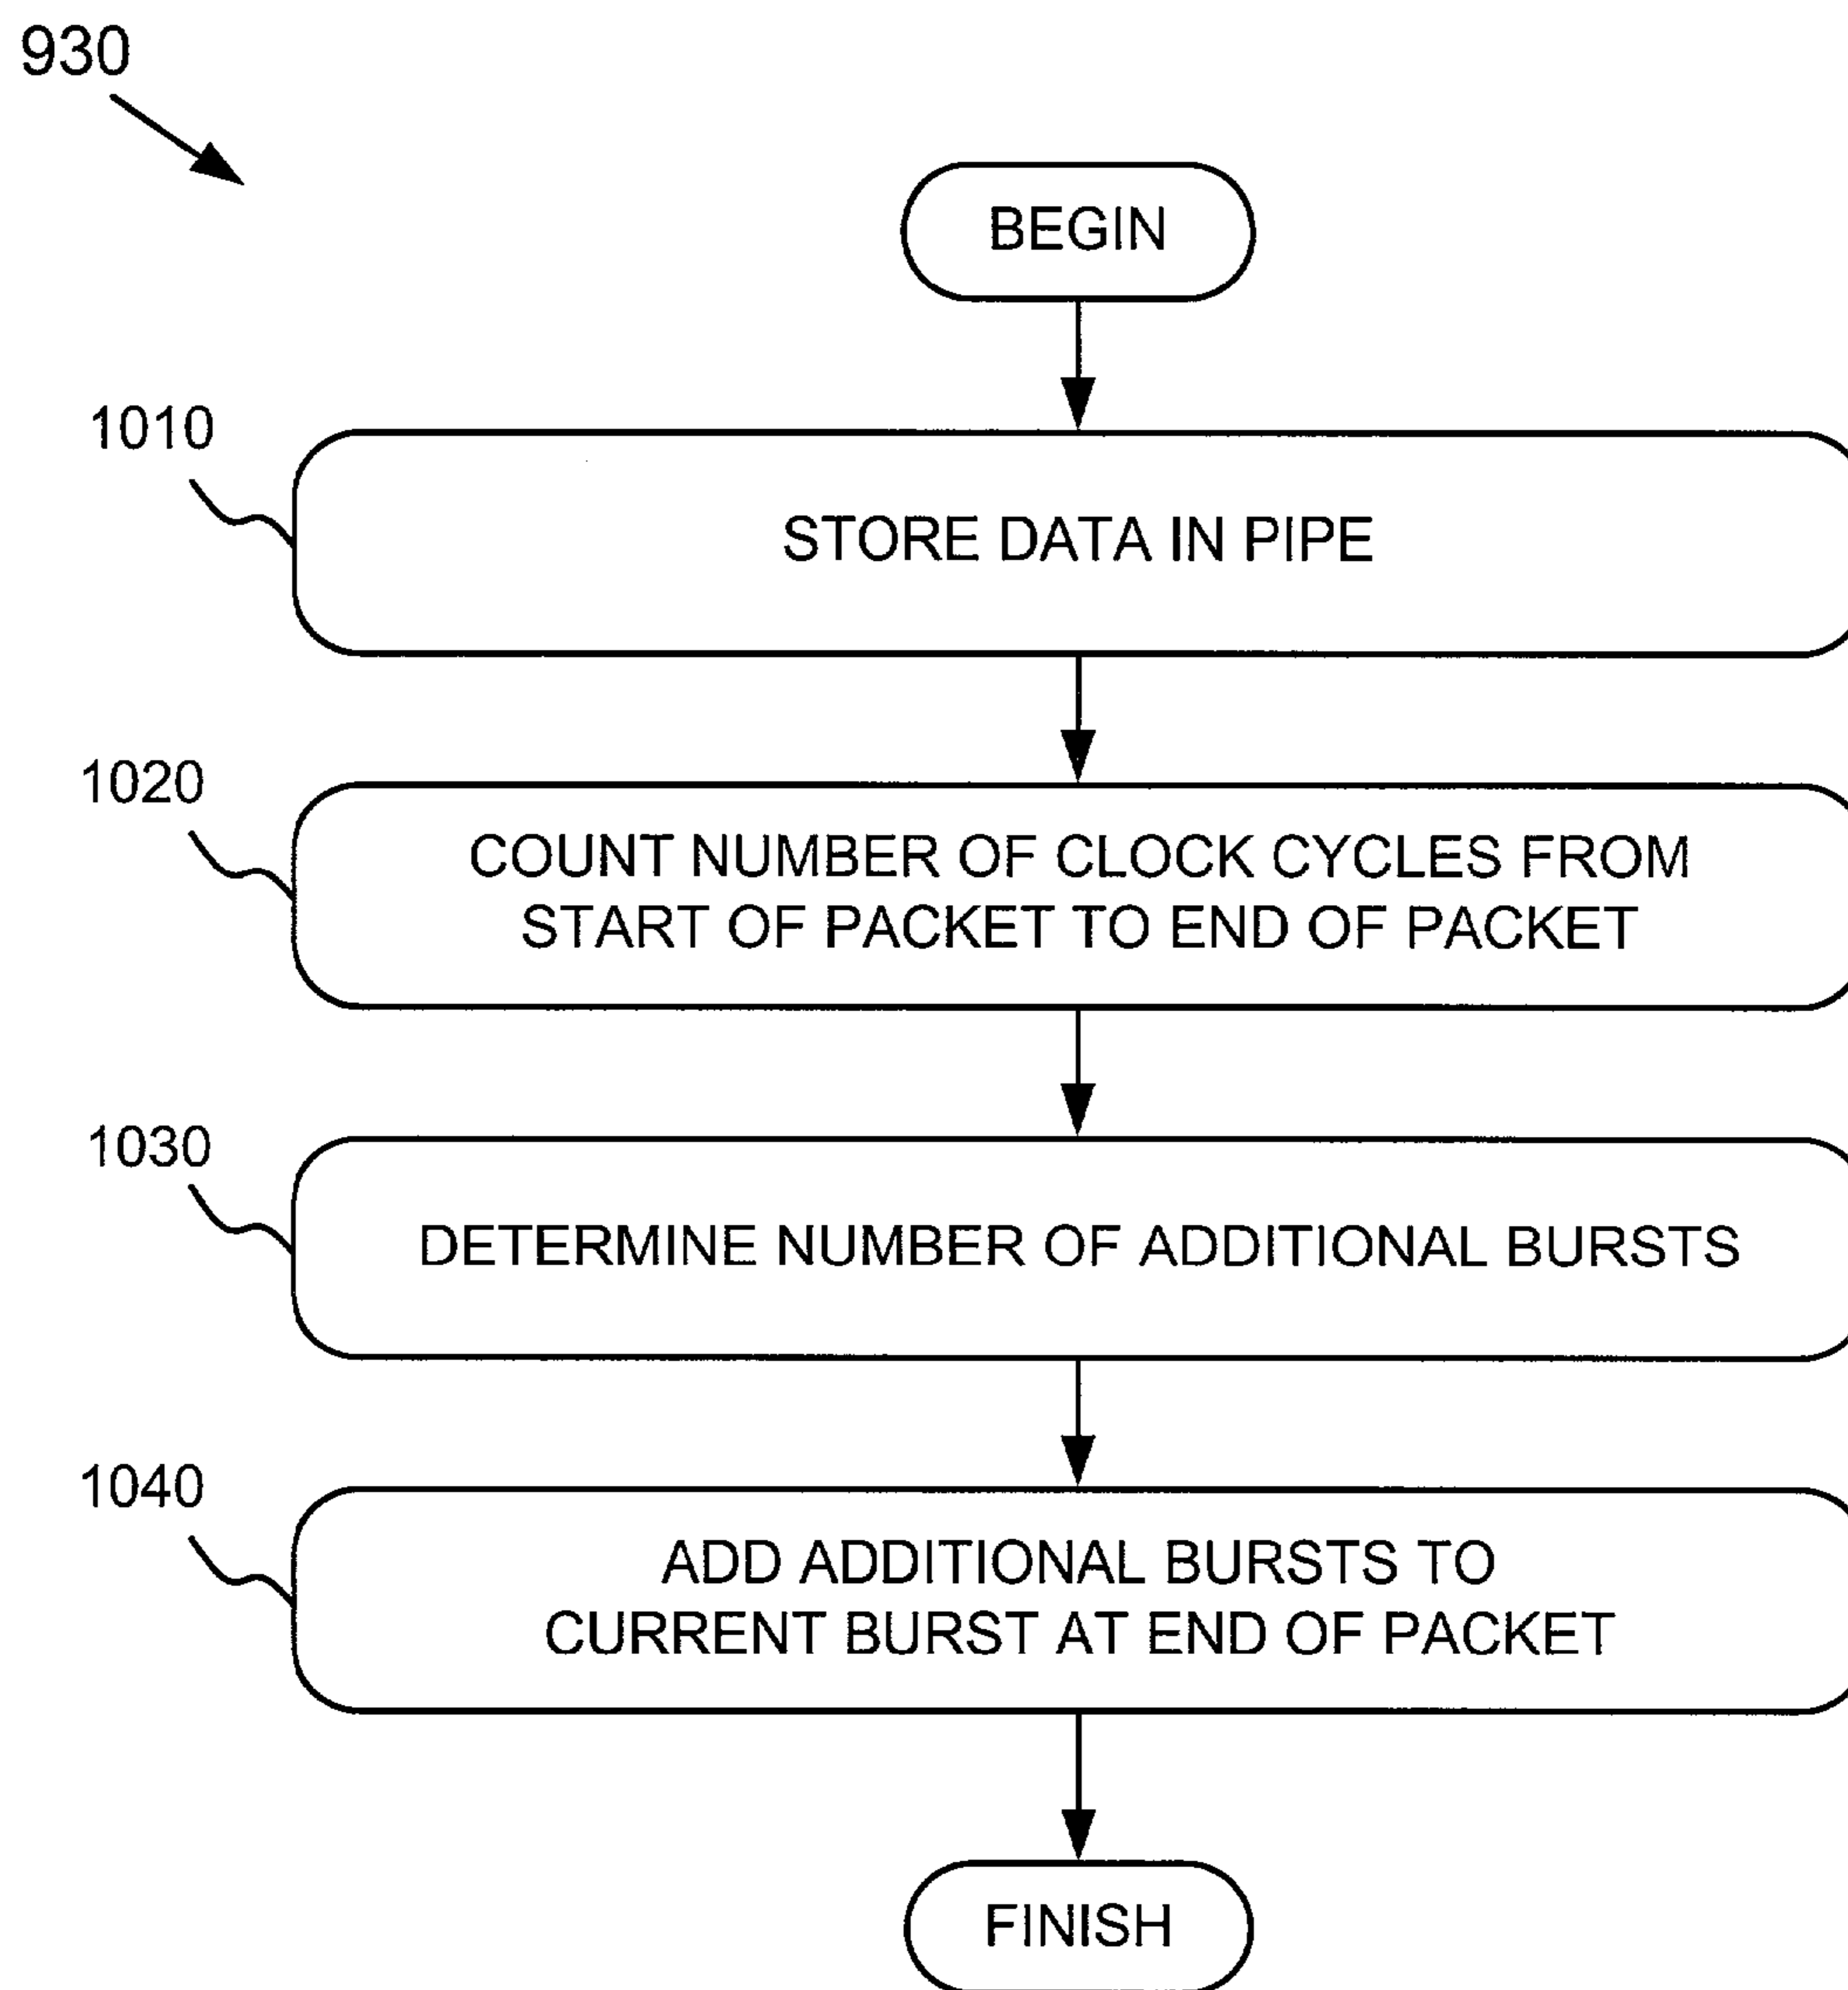 930
BEGIN
1010
STORE DATA IN PIPE
1020
COUNT NUMBER OF CLOCK CYCLES FROM
START OF PACKET TO END OF PACKET
1030
DETERMINE NUMBER OF ADDITIONAL BURSTS
1040
ADD ADDITIONAL BURSTS TO
CURRENT BURST AT END OF PACKET
FINISH